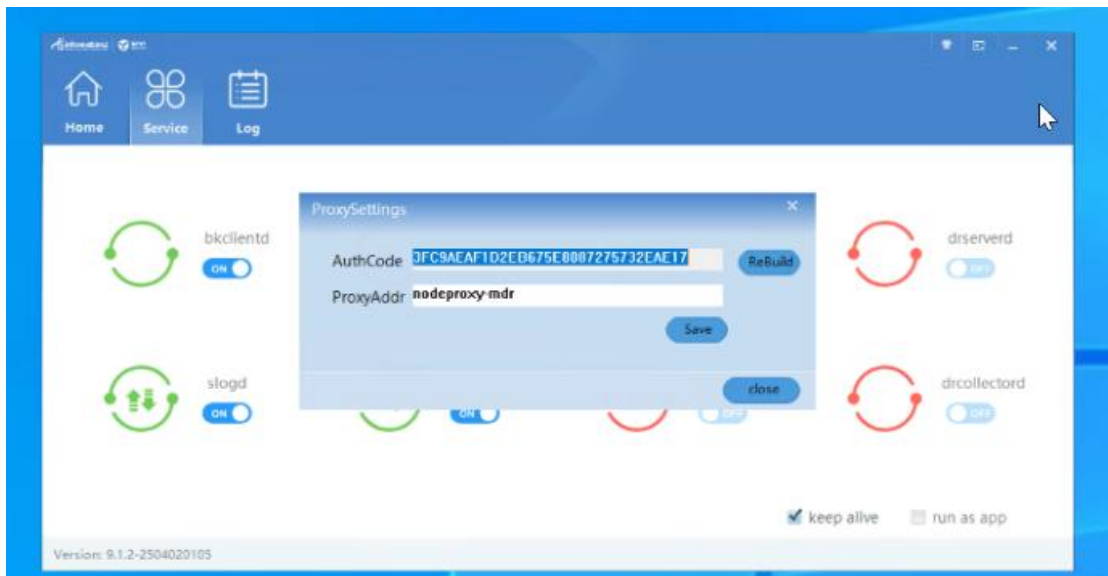 Home
Service
Log
ProxySettings
AuthCode
3FC9AEAF1D2EB675E8087275732EAE17
ReBuild
ProxyAddr
nodeproxy-mdr
Save
close
bkclientd
ON
drserverd
OFF
slogd
ON
ON
OFF
drcollectord
OFF
keep alive
run as app
Version: 9.1.2-2504020105